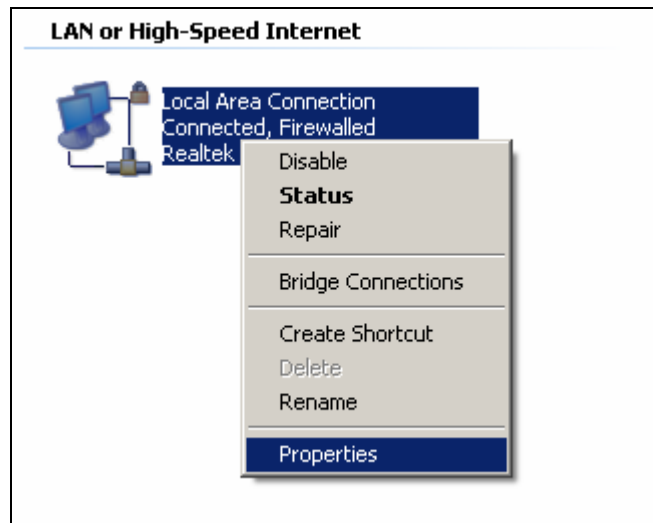 LAN or High-Speed Internet
Local Area Connection
Connected, Firewalled
Realtek
Disable
Status
Repair
Bridge Connections
Create Shortcut
Delete
Rename
Properties